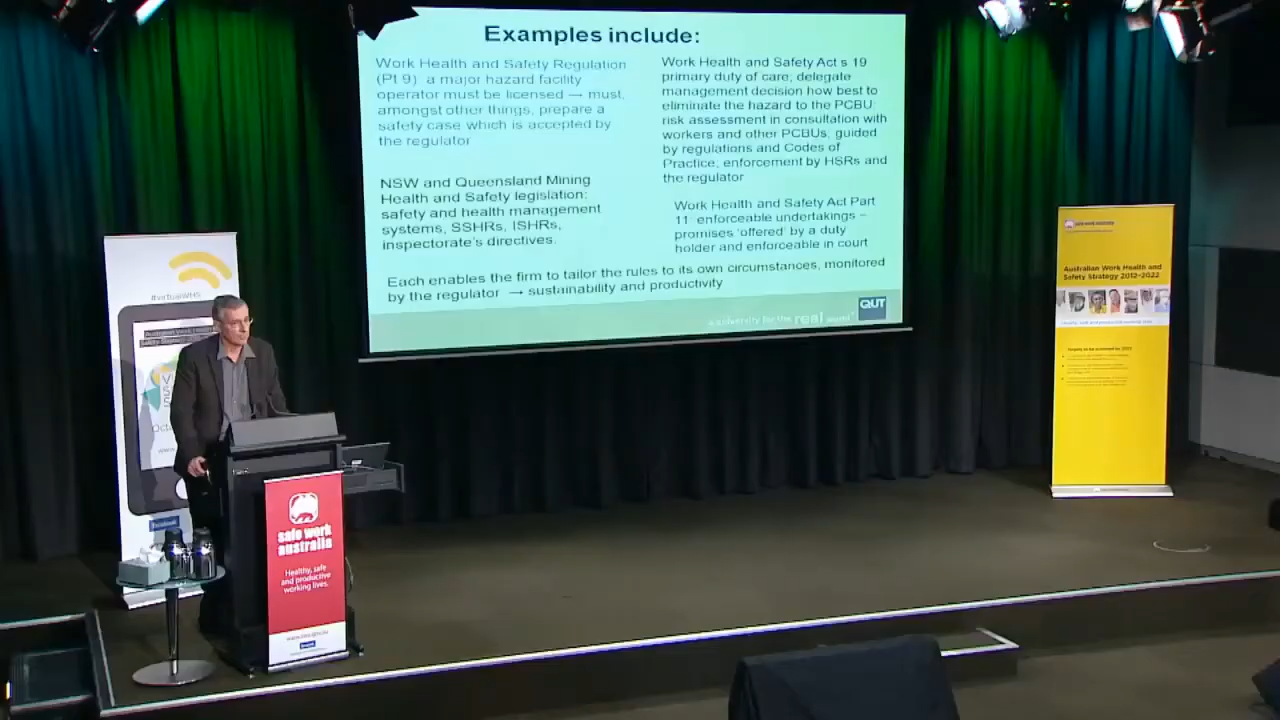 Examples include:
Work Health and Safety Regulation
(Pt 9) a major hazard facility
operator must be licensed → must,
amongst other things, prepare a
safety case which is accepted by
the regulator
NSW and Queensland Mining
Health and Safety legislation:
safety and health management
systems, SSHRs, ISHRs,
inspectorate's directives.
Work Health and Safety Act s 19
primary duty of care; delegate
management decision how best to
eliminate the hazard to the PCBU:
risk assessment in consultation with
workers and other PCBUs, guided
by regulations and Codes of
Practice; enforcement by HSRs and
the regulator
Work Health and Safety Act Part
11 enforceable undertakings –
promises 'offered' by a duty
holder and enforceable in court
Each enables the firm to tailor the rules to its own circumstances, monitored
by the regulator → sustainability and productivity
a university for the real world
QUT
#virtualWHS
safe work
australia
Healthy, safe
and productive
working lives.
Australian Work Health and
Safety Strategy 2012–2022